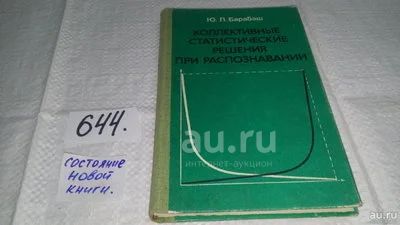 Ю. Л. Барабаш
КОЛЛЕКТИВНЫЕ
СТАТИСТИЧЕСКИЕ
РЕШЕНИЯ
ПРИ РАСПОЗНАВАНИИ
644.
СОСТОЯНИЕ
НОВОЙ
КНИГИ.
au.ru
интернет-аукцион
au.ru